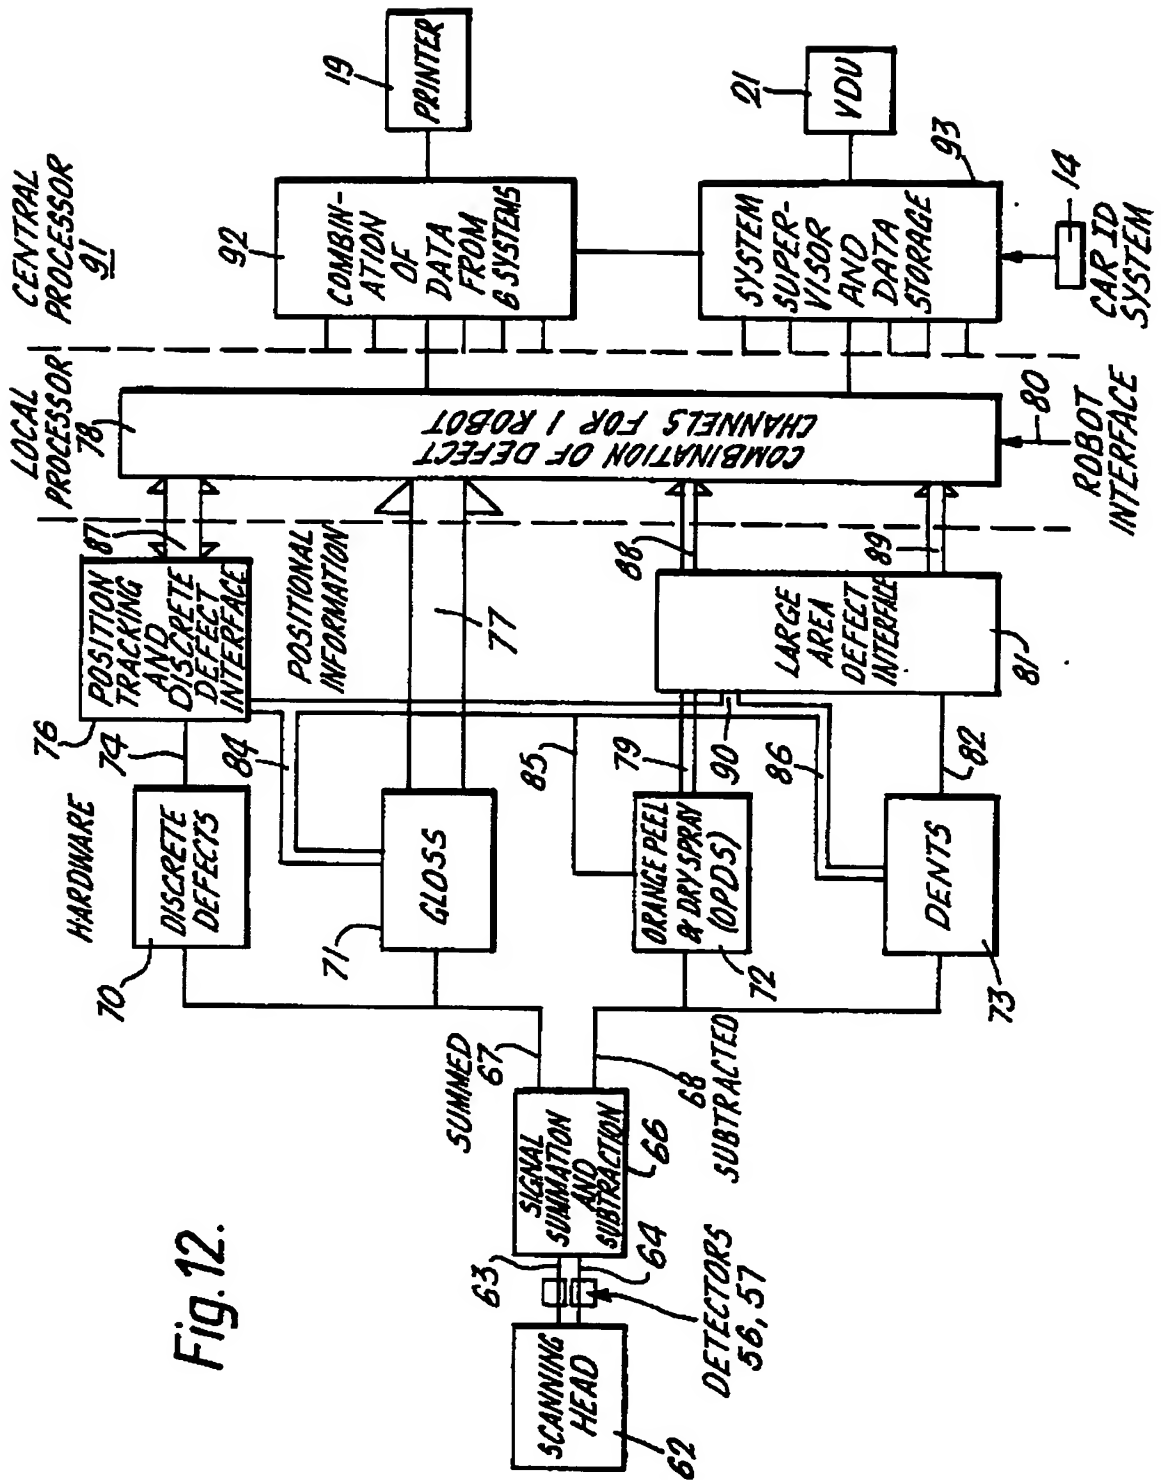 Fig. 12.
SCANNING
HEAD
62
63
64
DETECTORS
56, 57
SIGNAL
SUMMATION
AND
SUBTRACTION
66
SUMMED
67
68
SUBTRACTED
HARDWARE
70
DISCRETE
DEFECTS
71
GLOSS
72
ORANGE PEEL
& DRY SPRAY
(OPDS)
73
DENTS
74
84
85
79
90
86
82
76
POSITION
TRACKING
AND
DISCRETE
DEFECT
INTERFACE
POSITIONAL
INFORMATION
77
LARGE
AREA
DEFECT
INTERFACE
81
87
88
89
LOCAL
PROCESSOR
78
COMBINATION OF DEFECT
CHANNELS FOR 1 ROBOT
80
ROBOT
INTERFACE
CENTRAL
PROCESSOR
91
92
COMBIN-
ATION
OF
DATA
FROM
6 SYSTEMS
SYSTEM
SUPER-
VISOR
AND
DATA
STORAGE
93
14
CAR ID
SYSTEM
19
PRINTER
21
VDU